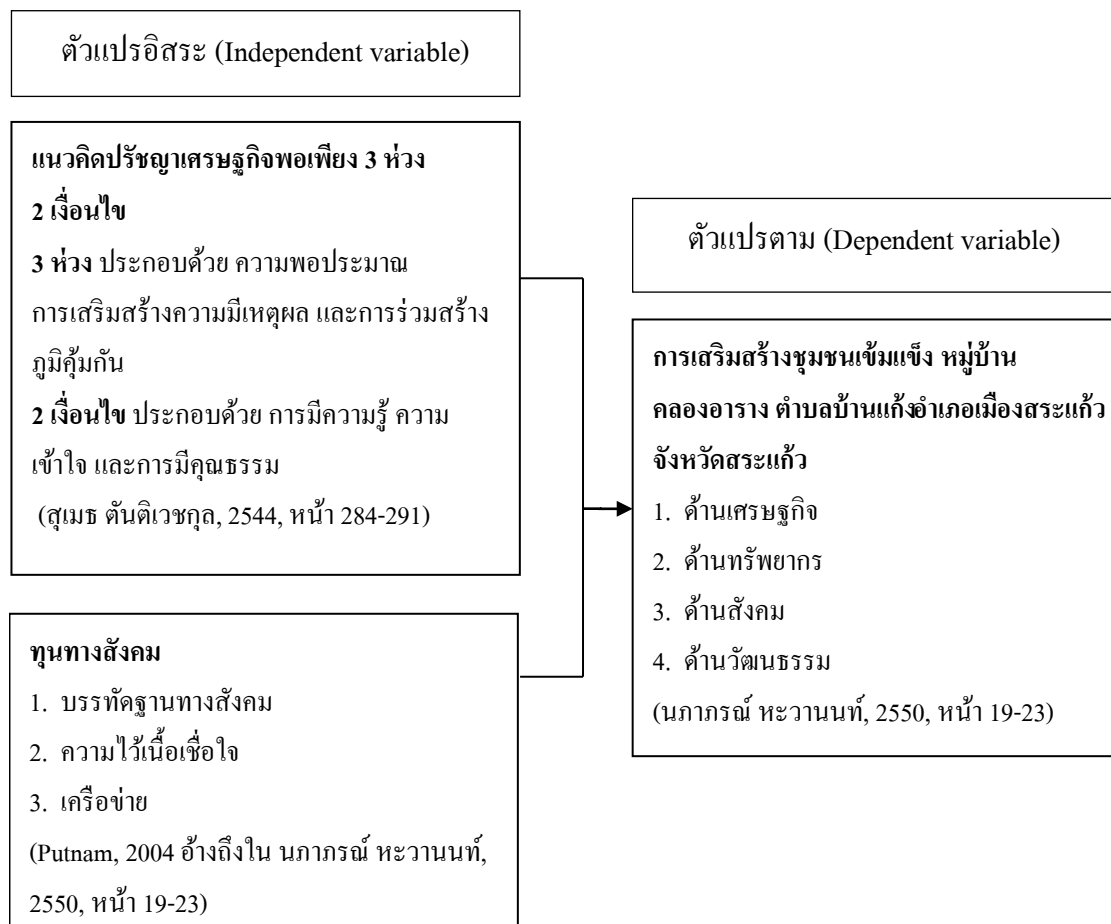 ตัวแปรอิสระ (Independent variable)
แนวคิดปรัชญาเศรษฐกิจพอเพียง 3 ห่วง
2 เงื่อนไข
3 ห่วง ประกอบด้วย ความพอประมาณ
การเสริมสร้างความมีเหตุผล และการร่วมสร้าง
ภูมิคุ้มกัน
2 เงื่อนไข ประกอบด้วย การมีความรู้ ความ
เข้าใจ และการมีคุณธรรม
(สุเมธ ตันติเวชกุล, 2544, หน้า 284-291)
ทุนทางสังคม
1. บรรทัดฐานทางสังคม
2. ความไว้เนื้อเชื่อใจ
3. เครือข่าย
(Putnam, 2004 อ้างถึงใน นภาภรณ์ หะวานนท์,
2550, หน้า 19-23)
ตัวแปรตาม (Dependent variable)
การเสริมสร้างชุมชนเข้มแข็ง หมู่บ้าน
คลองอาราง ตำบลบ้านแก้งอำเภอเมืองสระแก้ว
จังหวัดสระแก้ว
1. ด้านเศรษฐกิจ
2. ด้านทรัพยากร
3. ด้านสังคม
4. ด้านวัฒนธรรม
(นภาภรณ์ หะวานนท์, 2550, หน้า 19-23)